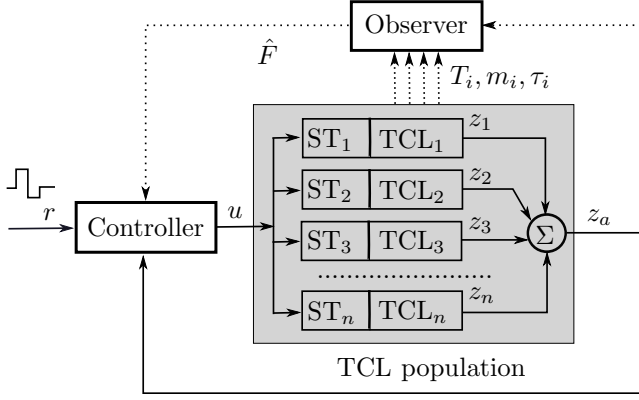 Observer
F̂
T_i, m_i, τ_i
ST_1 TCL_1 z_1
ST_2 TCL_2 z_2
r Controller u ST_3 TCL_3 z_3 Σ z_a
ST_n TCL_n z_n
TCL population